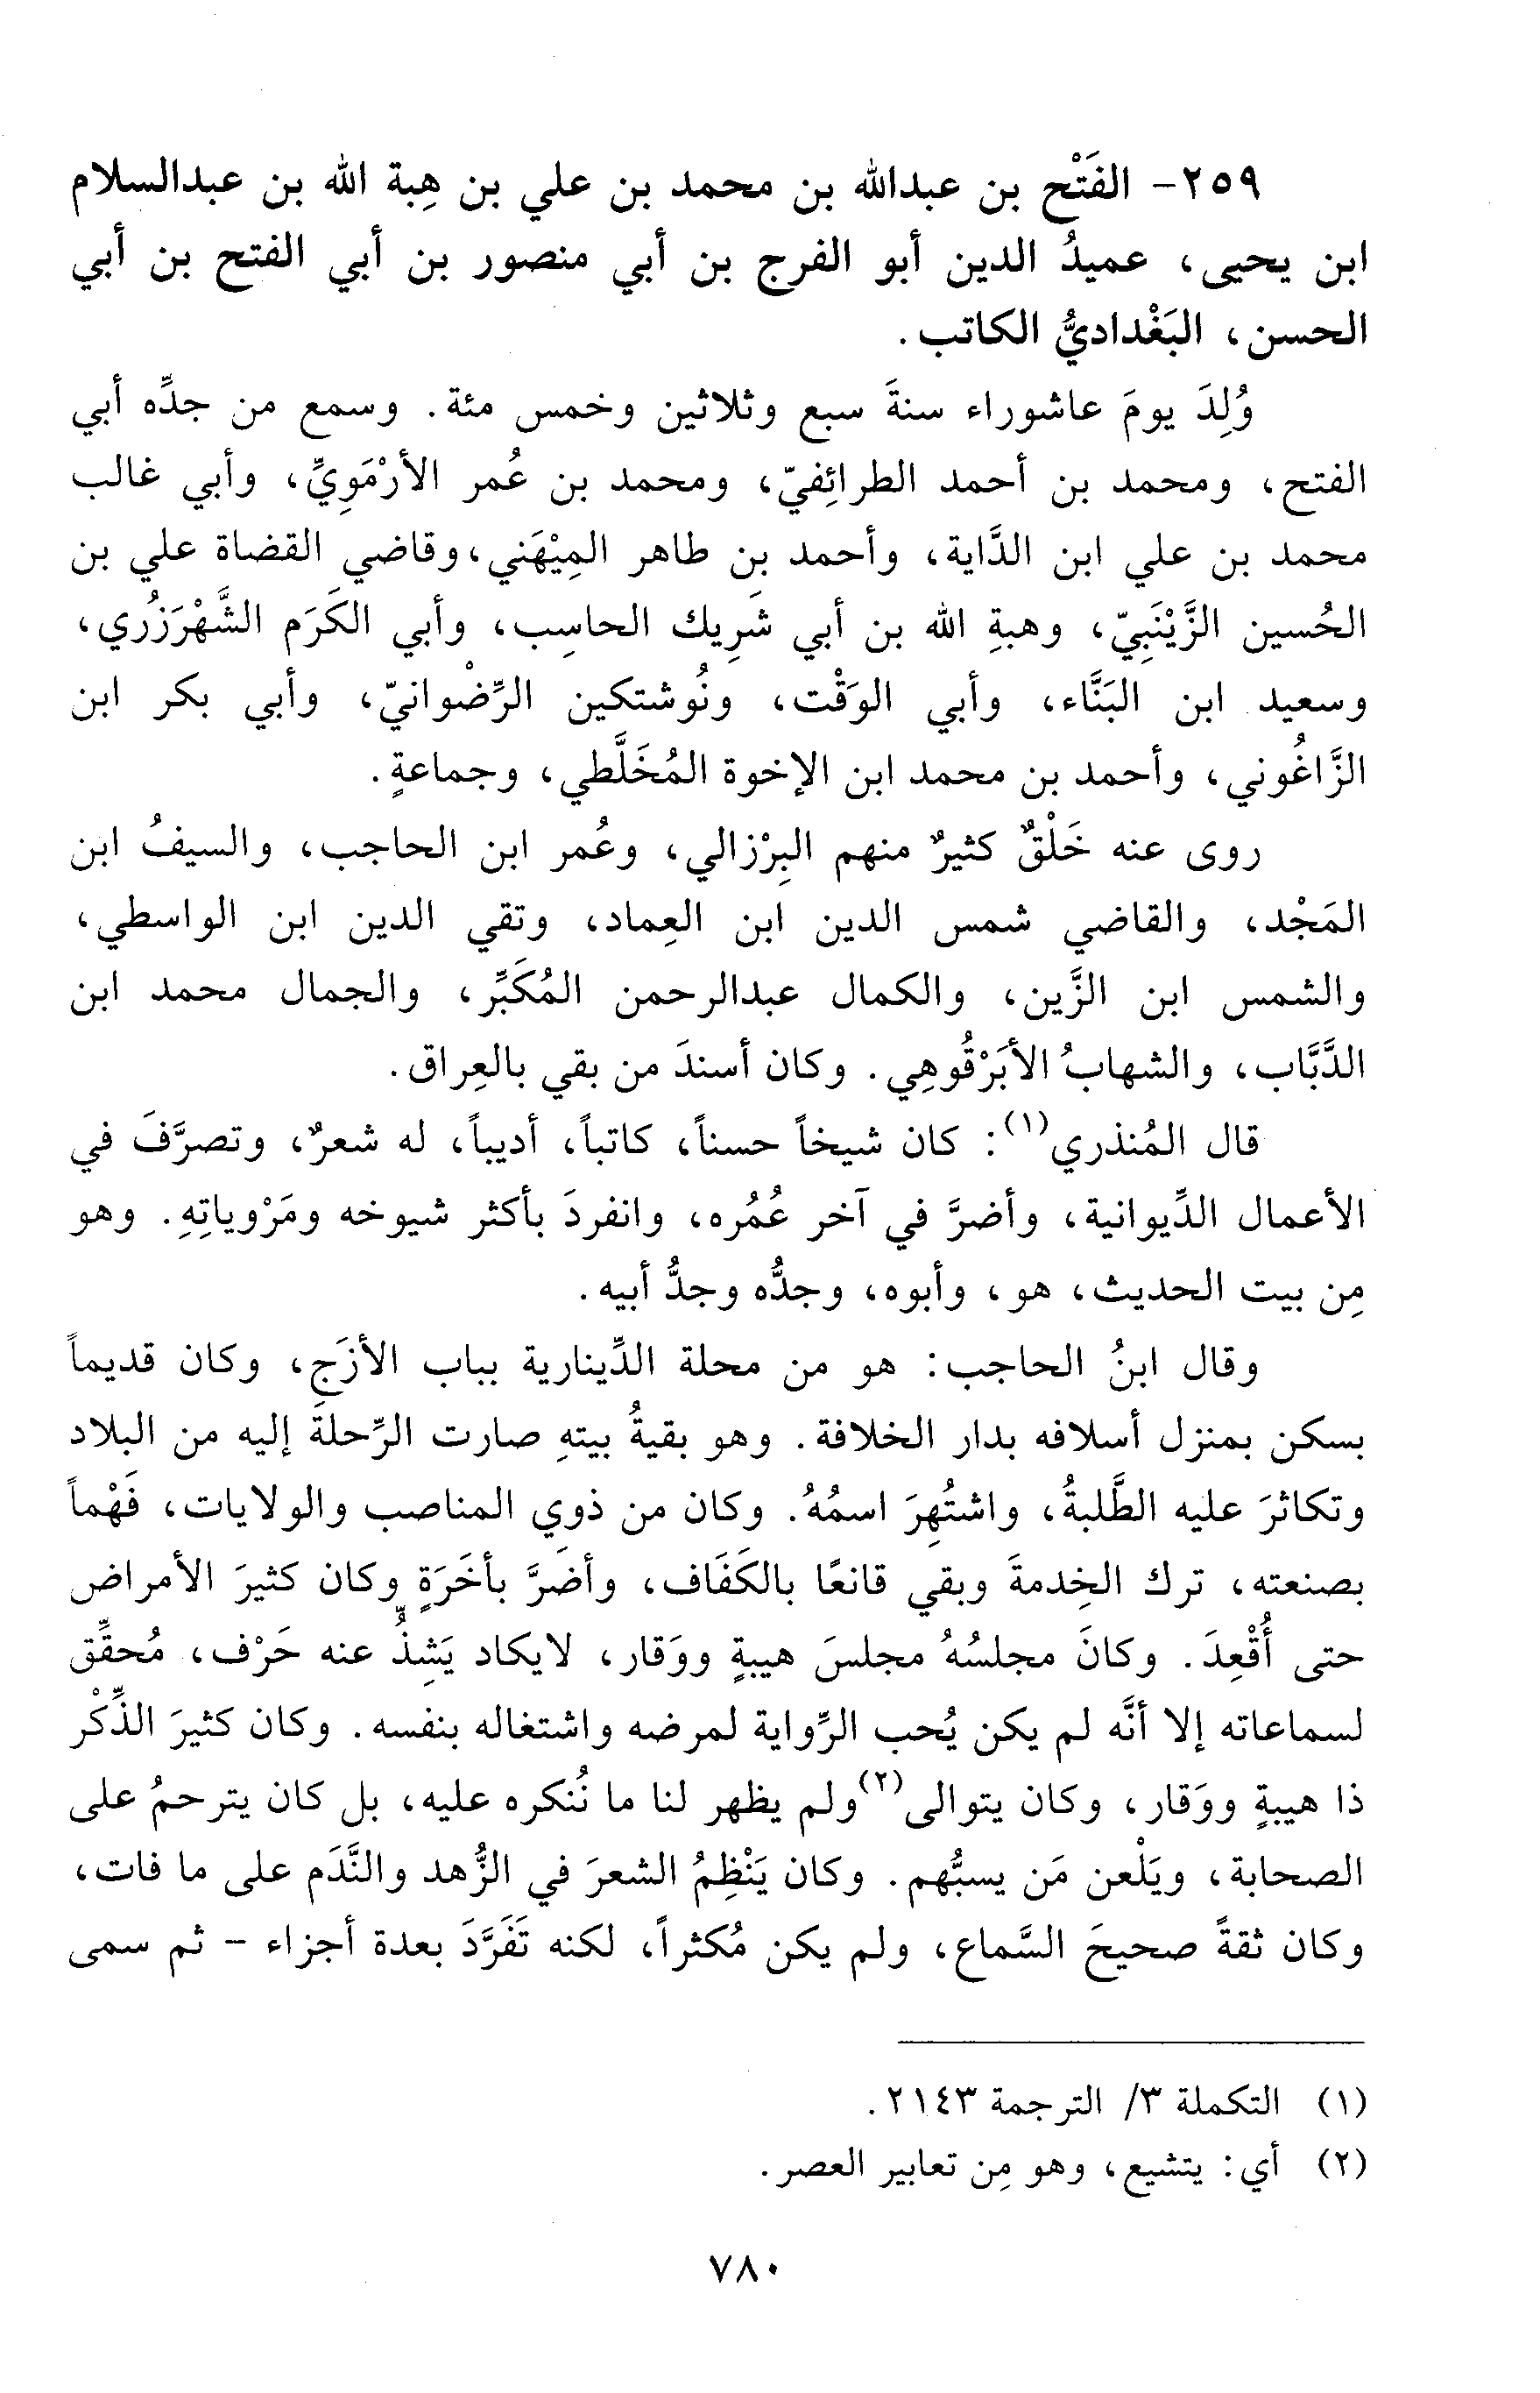 ٢٥٩- الفَتْح بن عبدالله بن محمد بن علي بن هِبة الله بن عبدالسلام
ابن يحيى، عميدُ الدين أبو الفرج بن أبي منصور بن أبي الفتح بن أبي
الحسن، البَغْداديُّ الكاتب.
وُلِدَ يومَ عاشوراء سنةَ سبع وثلاثين وخمس مئة. وسمع من جدِّه أبي
الفتح، ومحمد بن أحمد الطرائِفيّ، ومحمد بن عُمر الأرْمَوِيِّ، وأبي غالب
محمد بن علي ابن الدَّاية، وأحمد بن طاهر المِيْهَني،وقاضي القضاة علي بن
الحُسين الزَّيْنَبِيّ، وهبةِ الله بن أبي شَرِيك الحاسِب، وأبي الكَرَم الشَّهْرَزُري،
وسعيد ابن البَنَّاء، وأبي الوَقْت، ونُوشتكين الرِّضْوانيّ، وأبي بكر ابن
الزَّاغُوني، وأحمد بن محمد ابن الإخوة المُخَلَّطي، وجماعةٍ.
روى عنه خَلْقٌ كثيرٌ منهم البِرْزالي، وعُمر ابن الحاجب، والسيفُ ابن
المَجْد، والقاضي شمس الدين ابن العِماد، وتقي الدين ابن الواسطي،
والشمس ابن الزَّين، والكمال عبدالرحمن المُكَبِّر، والجمال محمد ابن
الدَّبَّاب، والشهابُ الأبَرْقُوهِي. وكان أسندَ من بقي بالعِراق.
قال المُنذري(١): كان شيخاً حسناً، كاتباً، أديباً، له شعرٌ، وتصرَّفَ في
الأعمال الدِّيوانية، وأضرَّ في آخر عُمُره، وانفردَ بأكثر شيوخه ومَرْوياتِهِ. وهو
مِن بيت الحديث، هو، وأبوه، وجدُّه وجدُّ أبيه.
وقال ابنُ الحاجب: هو من محلة الدِّينارية بباب الأزَج، وكان قديماً
بسكن بمنزل أسلافه بدار الخلافة. وهو بقيةُ بيتهِ صارت الرِّحلةَ إليه من البلاد
وتكاثرَ عليه الطَّلبةُ، واشتُهِرَ اسمُهُ. وكان من ذوي المناصب والولايات، فَهْماً
بصنعته، ترك الخِدمةَ وبقي قانعًا بالكَفَاف، وأضَرَّ بأخَرَةٍ وكان كثيرَ الأمراض
حتى أُقْعِدَ. وكانَ مجلسُهُ مجلسَ هيبةٍ ووَقار، لايكاد يَشِذُّ عنه حَرْف، مُحقِّق
لسماعاته إلا أنَّه لم يكن يُحب الرِّواية لمرضه واشتغاله بنفسه. وكان كثيرَ الذِّكْر
ذا هيبةٍ ووَقار، وكان يتوالى(٢)ولم يظهر لنا ما نُنكره عليه، بل كان يترحمُ على
الصحابة، ويَلْعن مَن يسبُّهم. وكان يَنْظِمُ الشعرَ في الزُّهد والنَّدَم على ما فات،
وكان ثقةً صحيحَ السَّماع، ولم يكن مُكثراً، لكنه تَفَرَّدَ بعدة أجزاء - ثم سمى
(١) التكملة ٣/ الترجمة ٢١٤٣.
(٢) أي: يتشيع، وهو مِن تعابير العصر.
٧٨٠